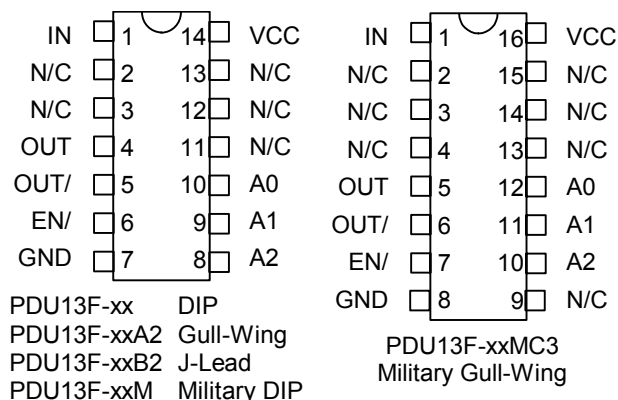 IN 1 14 VCC
N/C 2 13 N/C
N/C 3 12 N/C
OUT 4 11 N/C
OUT/ 5 10 A0
EN/ 6 9 A1
GND 7 8 A2
PDU13F-xx DIP
PDU13F-xxA2 Gull-Wing
PDU13F-xxB2 J-Lead
PDU13F-xxM Military DIP
IN 1 16 VCC
N/C 2 15 N/C
N/C 3 14 N/C
N/C 4 13 N/C
OUT 5 12 A0
OUT/ 6 11 A1
EN/ 7 10 A2
GND 8 9 N/C
PDU13F-xxMC3
Military Gull-Wing